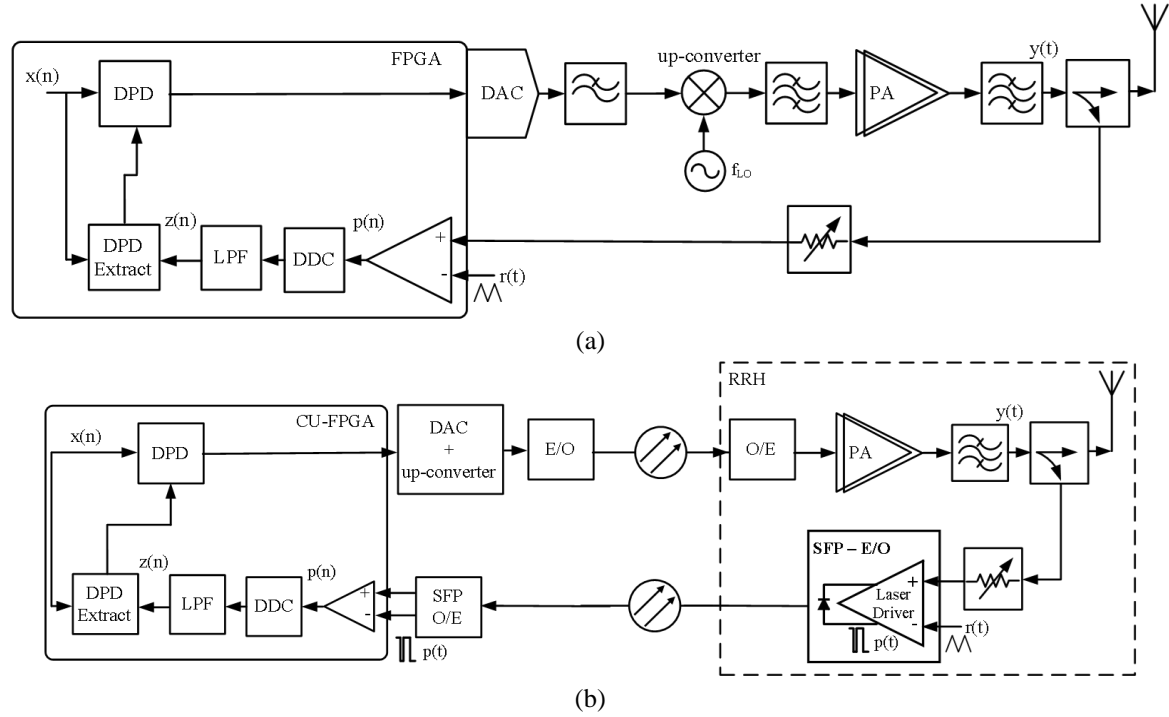 FPGA
x(n)
DPD
DAC
up-converter
PA
y(t)
f_LO
z(n)
p(n)
DPD
Extract
LPF
DDC
+
-
r(t)
(a)
RRH
CU-FPGA
x(n)
DPD
DAC
+
up-converter
E/O
O/E
PA
y(t)
SFP – E/O
z(n)
p(n)
DPD
Extract
LPF
DDC
+
-
SFP
O/E
p(t)
Laser
Driver
+
-
p(t)
r(t)
(b)